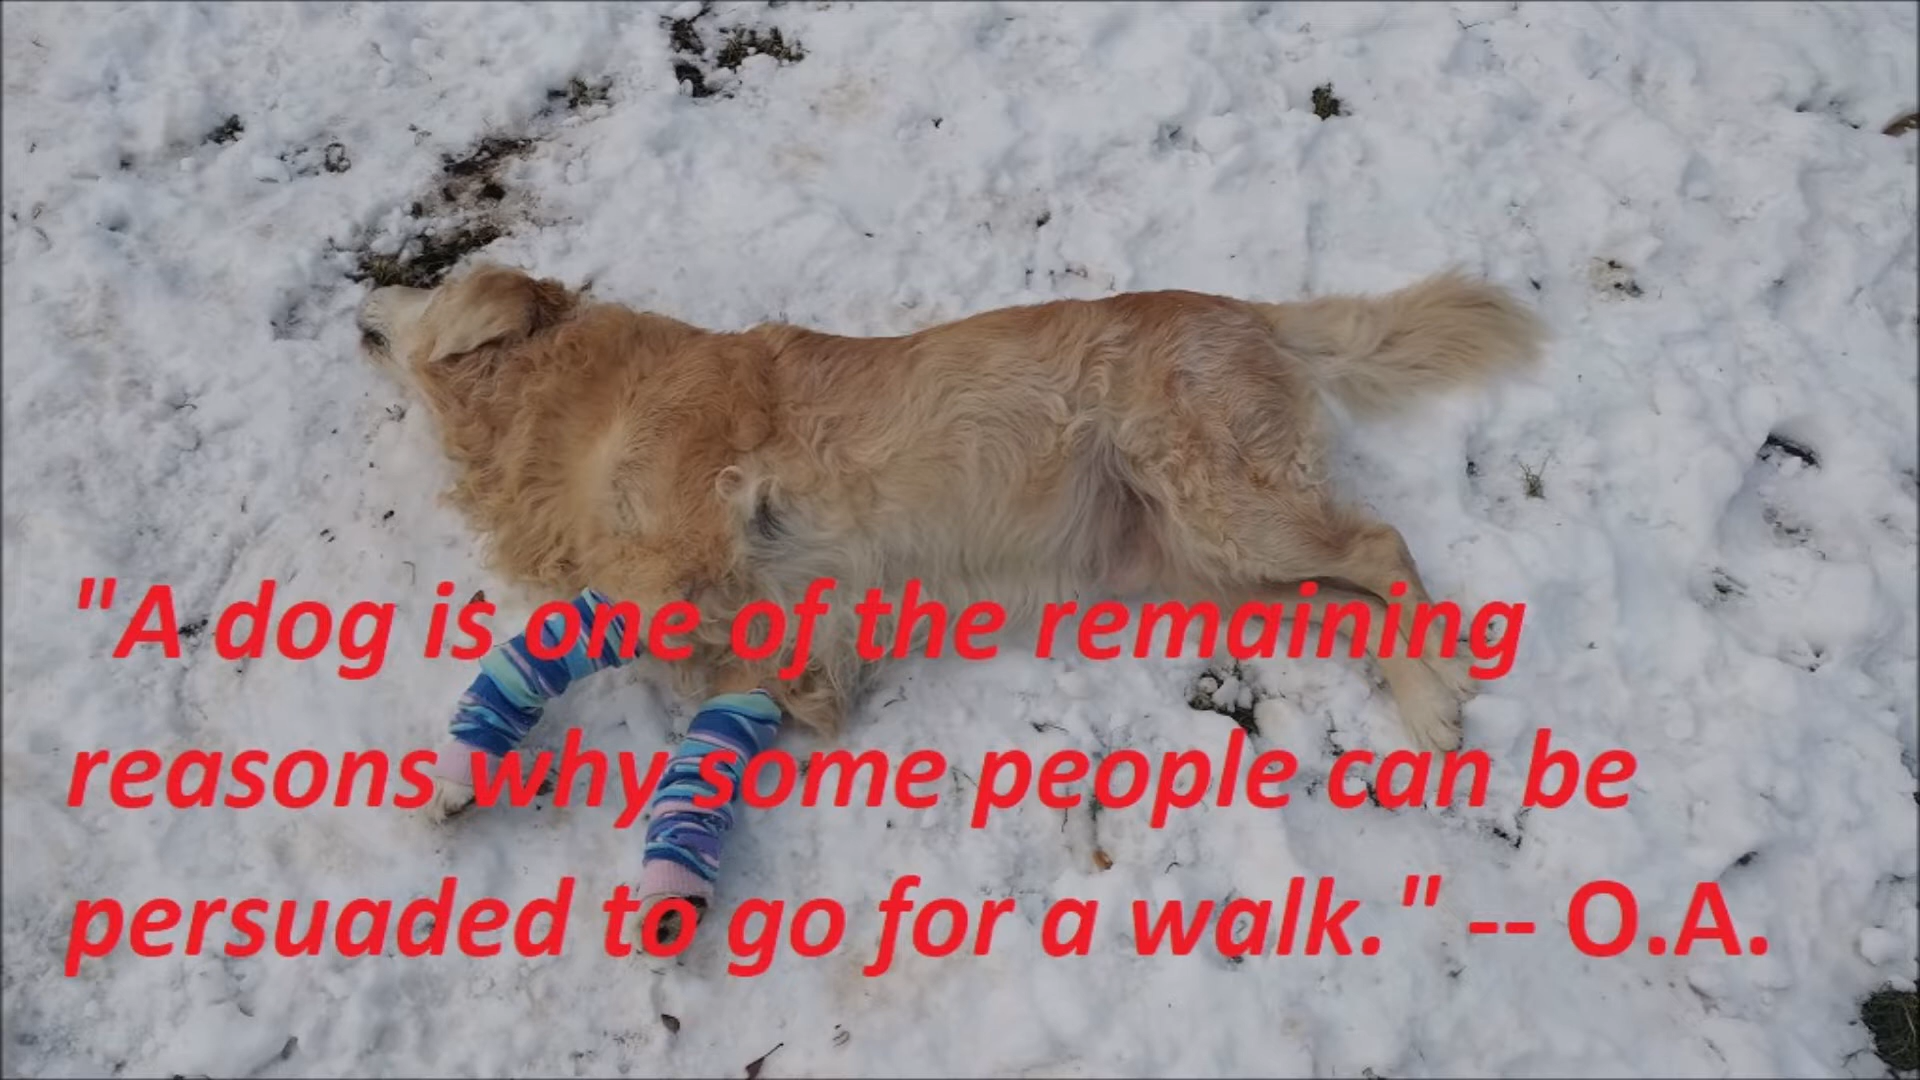 "A dog is one of the remaining
reasons why some people can be
persuaded to go for a walk." -- O.A.